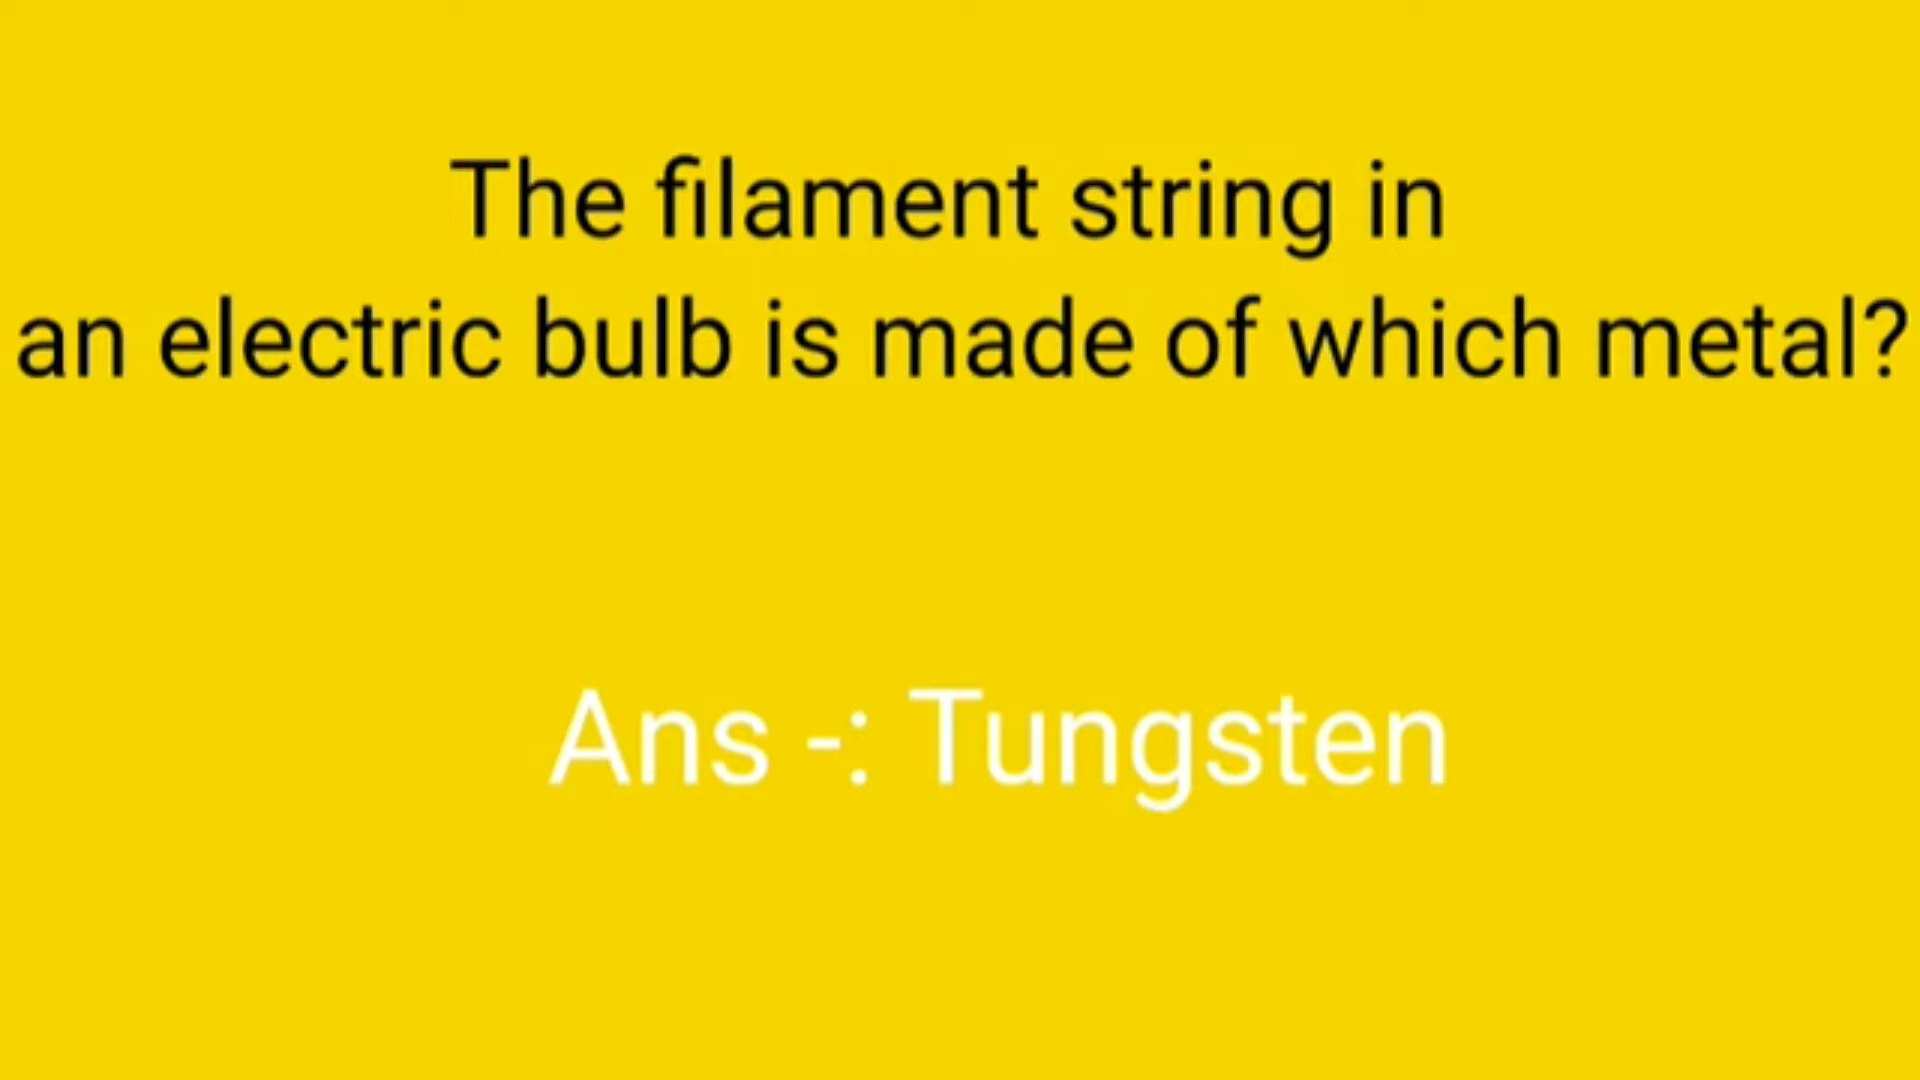 The filament string in
an electric bulb is made of which metal?
Ans -: Tungsten